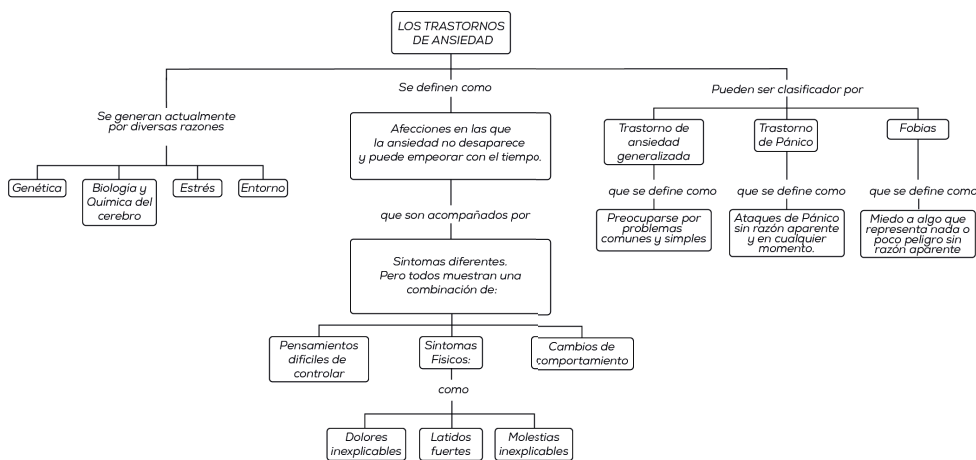 LOS TRASTORNOS
DE ANSIEDAD
Se generan actualmente
por diversas razones
Genética
Biología y
Química del
cerebro
Estrés
Entorno
Se definen como
Afecciones en las que
la ansiedad no desaparece
y puede empeorar con el tiempo.
que son acompañados por
Sintomas diferentes.
Pero todos muestran una
combinación de:
Pensamientos
dificiles de
controlar
Sintomas
Fisicos:
Cambios de
comportamiento
como
Dolores
inexplicables
Latidos
fuertes
Molestias
inexplicables
Pueden ser clasificador por
Trastorno de
ansiedad
generalizada
que se define como
Preocuparse por
problemas
comunes y simples
Trastorno
de Pánico
que se define como
Ataques de Pánico
sin razón aparente
y en cualquier
momento.
Fobias
que se define como
Miedo a algo que
representa nada o
poco peligro sin
razón aparente